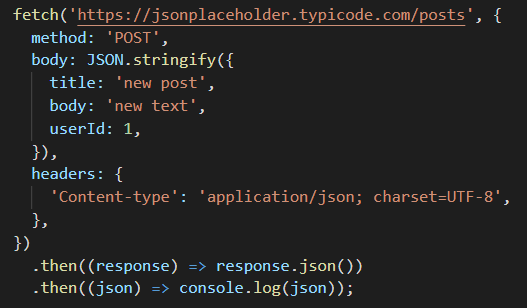 fetch('https://jsonplaceholder.typicode.com/posts', {
  method: 'POST',
  body: JSON.stringify({
    title: 'new post',
    body: 'new text',
    userId: 1,
  }),
  headers: {
    'Content-type': 'application/json; charset=UTF-8',
  },
})
  .then((response) => response.json())
  .then((json) => console.log(json));